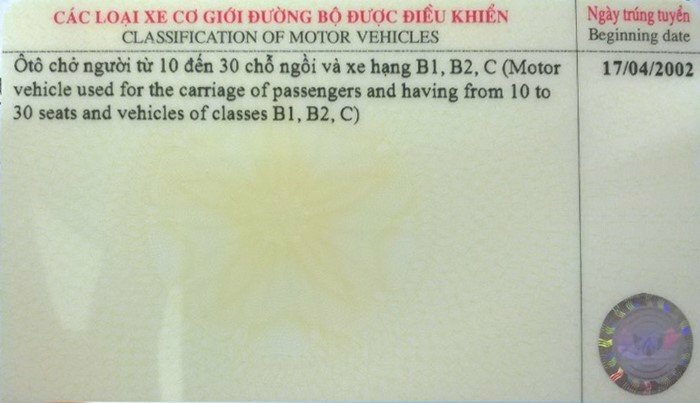 CÁC LOẠI XE CƠ GIỚI ĐƯỜNG BỘ ĐƯỢC ĐIỀU KHIỂN
CLASSIFICATION OF MOTOR VEHICLES
Ngày trúng tuyển
Beginning date
Ôtô chở người từ 10 đến 30 chỗ ngồi và xe hạng B1, B2, C (Motor
vehicle used for the carriage of passengers and having from 10 to
30 seats and vehicles of classes B1, B2, C)
17/04/2002